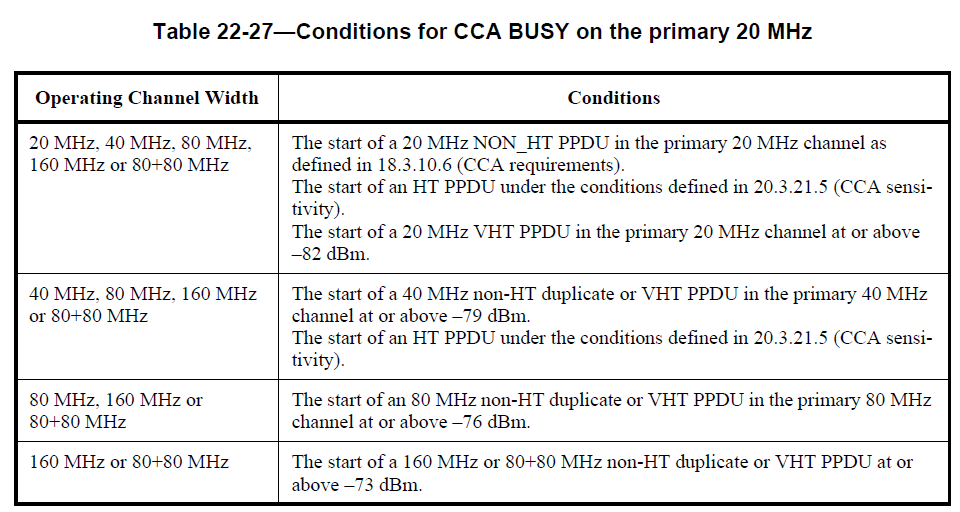 Table 22-27—Conditions for CCA BUSY on the primary 20 MHz
Operating Channel Width
Conditions
20 MHz, 40 MHz, 80 MHz,
160 MHz or 80+80 MHz
The start of a 20 MHz NON_HT PPDU in the primary 20 MHz channel as
defined in 18.3.10.6 (CCA requirements).
The start of an HT PPDU under the conditions defined in 20.3.21.5 (CCA sensi-
tivity).
The start of a 20 MHz VHT PPDU in the primary 20 MHz channel at or above
–82 dBm.
40 MHz, 80 MHz, 160 MHz
or 80+80 MHz
The start of a 40 MHz non-HT duplicate or VHT PPDU in the primary 40 MHz
channel at or above –79 dBm.
The start of an HT PPDU under the conditions defined in 20.3.21.5 (CCA sensi-
tivity).
80 MHz, 160 MHz or
80+80 MHz
The start of an 80 MHz non-HT duplicate or VHT PPDU in the primary 80 MHz
channel at or above –76 dBm.
160 MHz or 80+80 MHz
The start of a 160 MHz or 80+80 MHz non-HT duplicate or VHT PPDU at or
above –73 dBm.